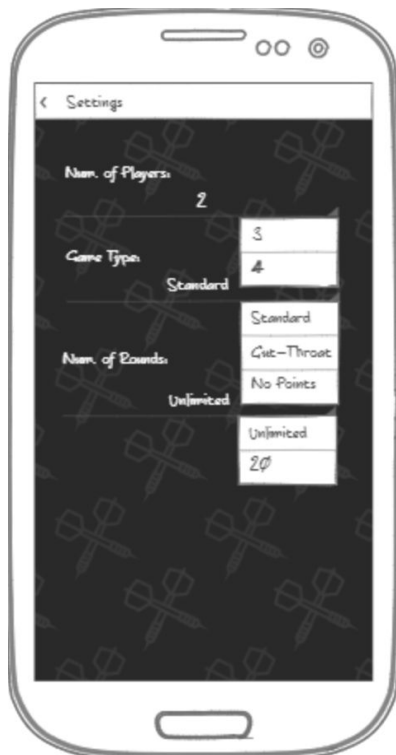 < Settings
Num. of Players:
2
3
4
Game Type:
Standard
Standard
Cut-Throat
No Points
Num. of Rounds:
Unlimited
Unlimited
20